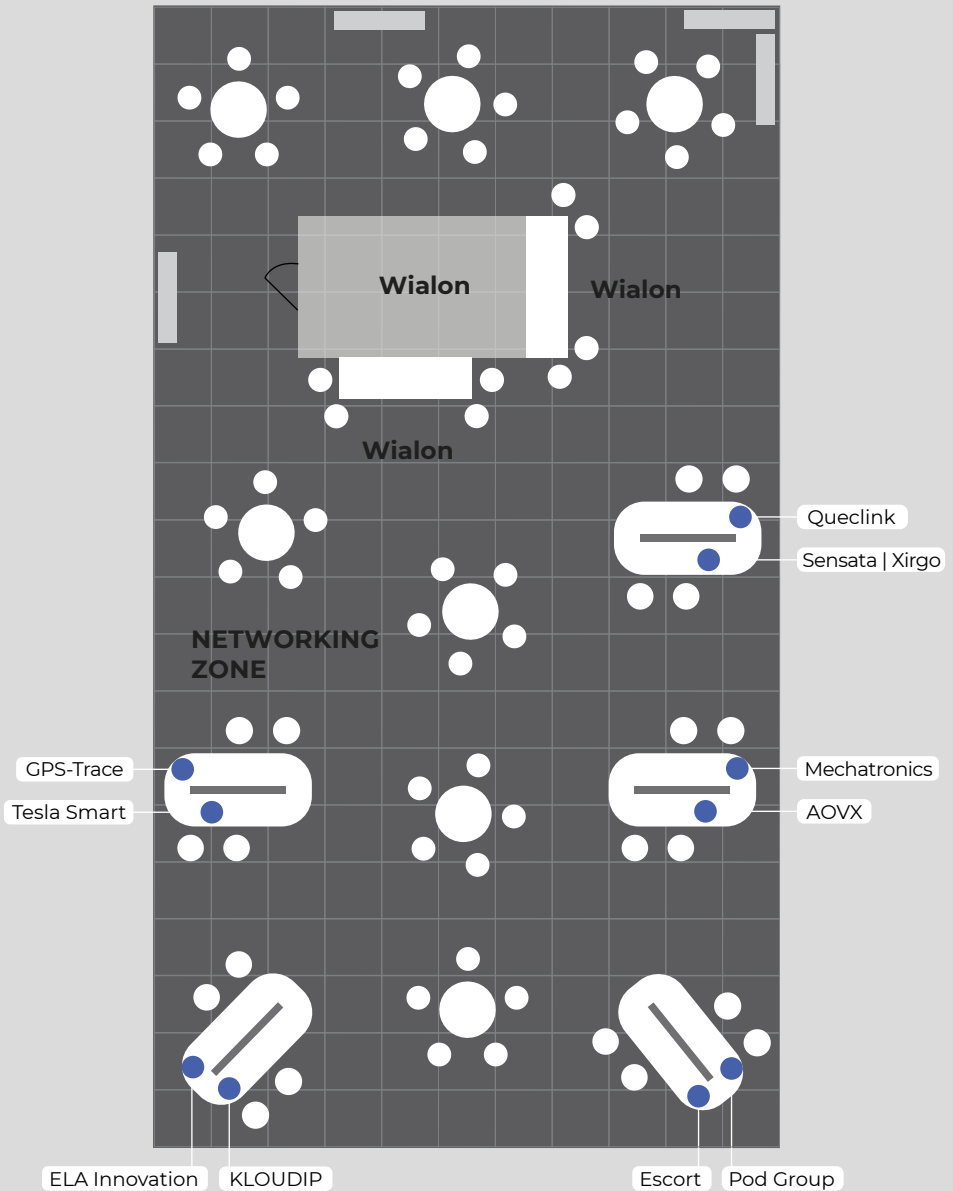 Wialon
Wialon
Wialon
Queclink
Sensata | Xirgo
NETWORKING
ZONE
GPS-Trace
Mechatronics
Tesla Smart
AOVX
ELA Innovation
KLOUDIP
Escort
Pod Group